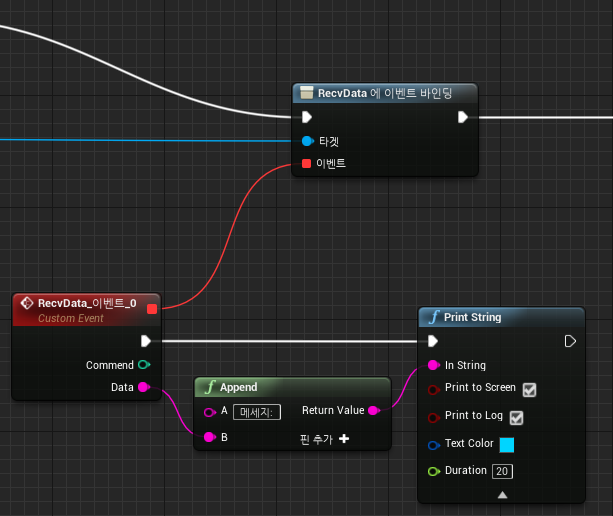 RecvData 에 이벤트 바인딩
타겟
이벤트
RecvData_이벤트_0
Custom Event
Commend
Data
f Append
A 메세지: Return Value
B 핀 추가
f Print String
In String
Print to Screen
Print to Log
Text Color
Duration 20